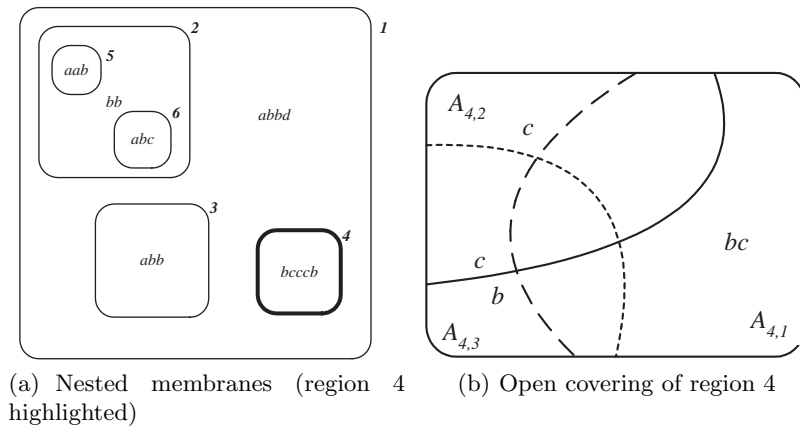 1
2
5
aab
bb
6
abc
abbd
3
abb
4
bcccb
(a) Nested membranes (region 4
highlighted)
A4,2
c
bc
c
b
A4,3
A4,1
(b) Open covering of region 4